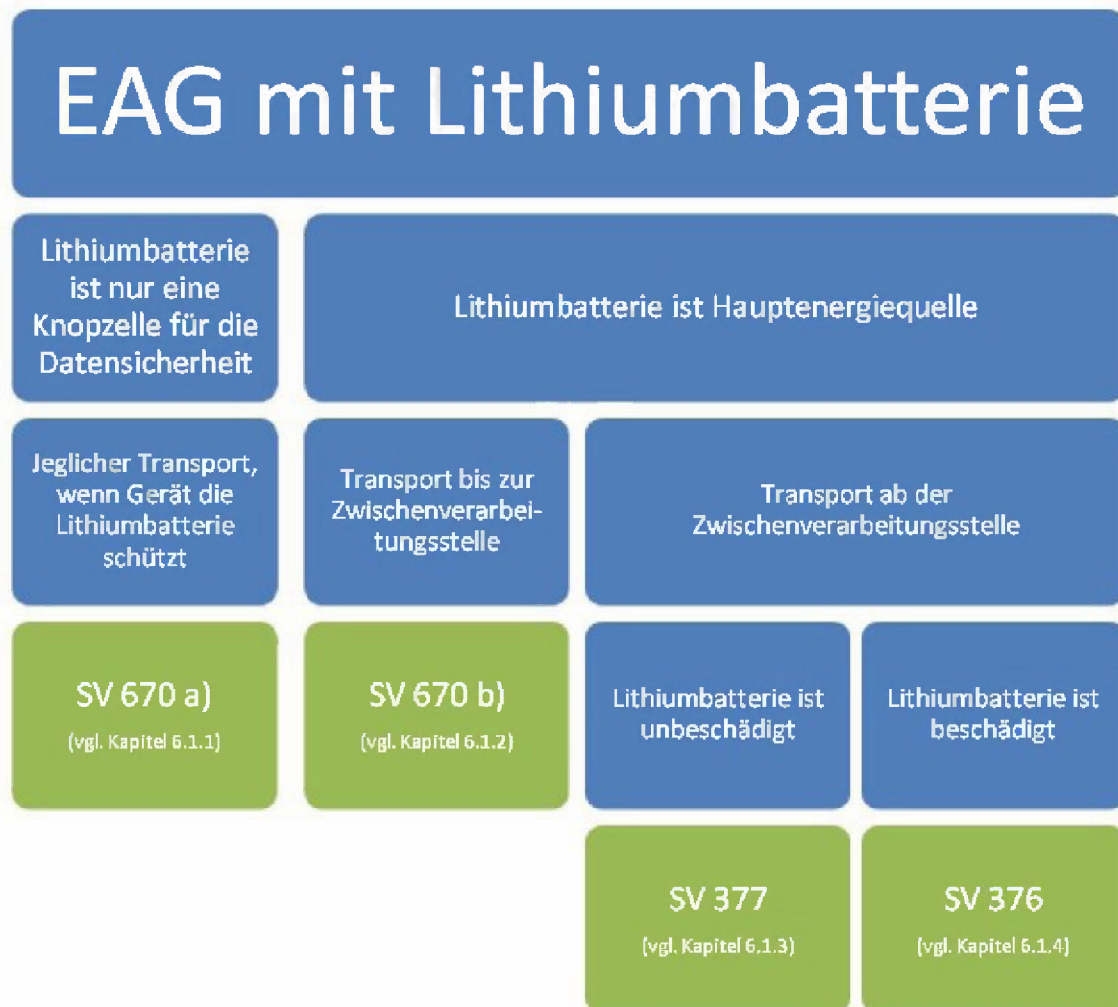 EAG mit Lithiumbatterie
Lithiumbatterie
ist nur eine
Knopzelle für die
Datensicherheit
Lithiumbatterie ist Hauptenergiequelle
Jeglicher Transport,
wenn Gerät die
Lithiumbatterie
schützt
Transport bis zur
Zwischenverarbei-
tungsstelle
Transport ab der
Zwischenverarbeitungsstelle
SV 670 a)
(vgl. Kapitel 6.1.1)
SV 670 b)
(vgl. Kapitel 6.1.2)
Lithiumbatterie ist
unbeschädigt
Lithiumbatterie ist
beschädigt
SV 377
(vgl. Kapitel 6.1.3)
SV 376
(vgl. Kapitel 6.1.4)